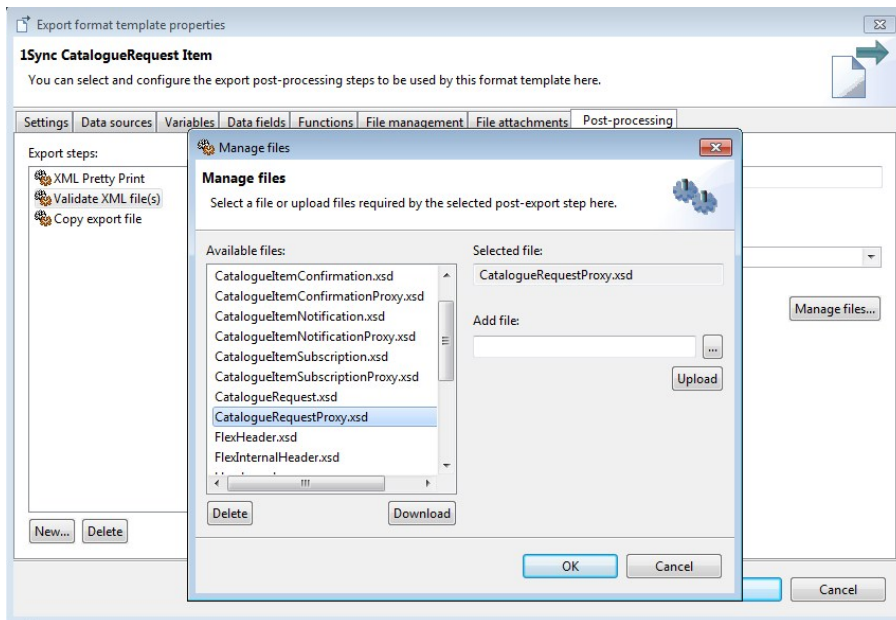 Export format template properties
1Sync CatalogueRequest Item
You can select and configure the export post-processing steps to be used by this format template here.
Settings Data sources Variables Data fields Functions File management File attachments Post-processing
Export steps:
XML Pretty Print
Validate XML file(s)
Copy export file
New... Delete
Manage files
Manage files
Select a file or upload files required by the selected post-export step here.
Available files:
CatalogueItemConfirmation.xsd
CatalogueItemConfirmationProxy.xsd
CatalogueItemNotification.xsd
CatalogueItemNotificationProxy.xsd
CatalogueItemSubscription.xsd
CatalogueItemSubscriptionProxy.xsd
CatalogueRequest.xsd
CatalogueRequestProxy.xsd
FlexHeader.xsd
FlexInternalHeader.xsd
Delete Download
Selected file:
CatalogueRequestProxy.xsd
Add file:
...
Upload
OK Cancel
Manage files...
Cancel